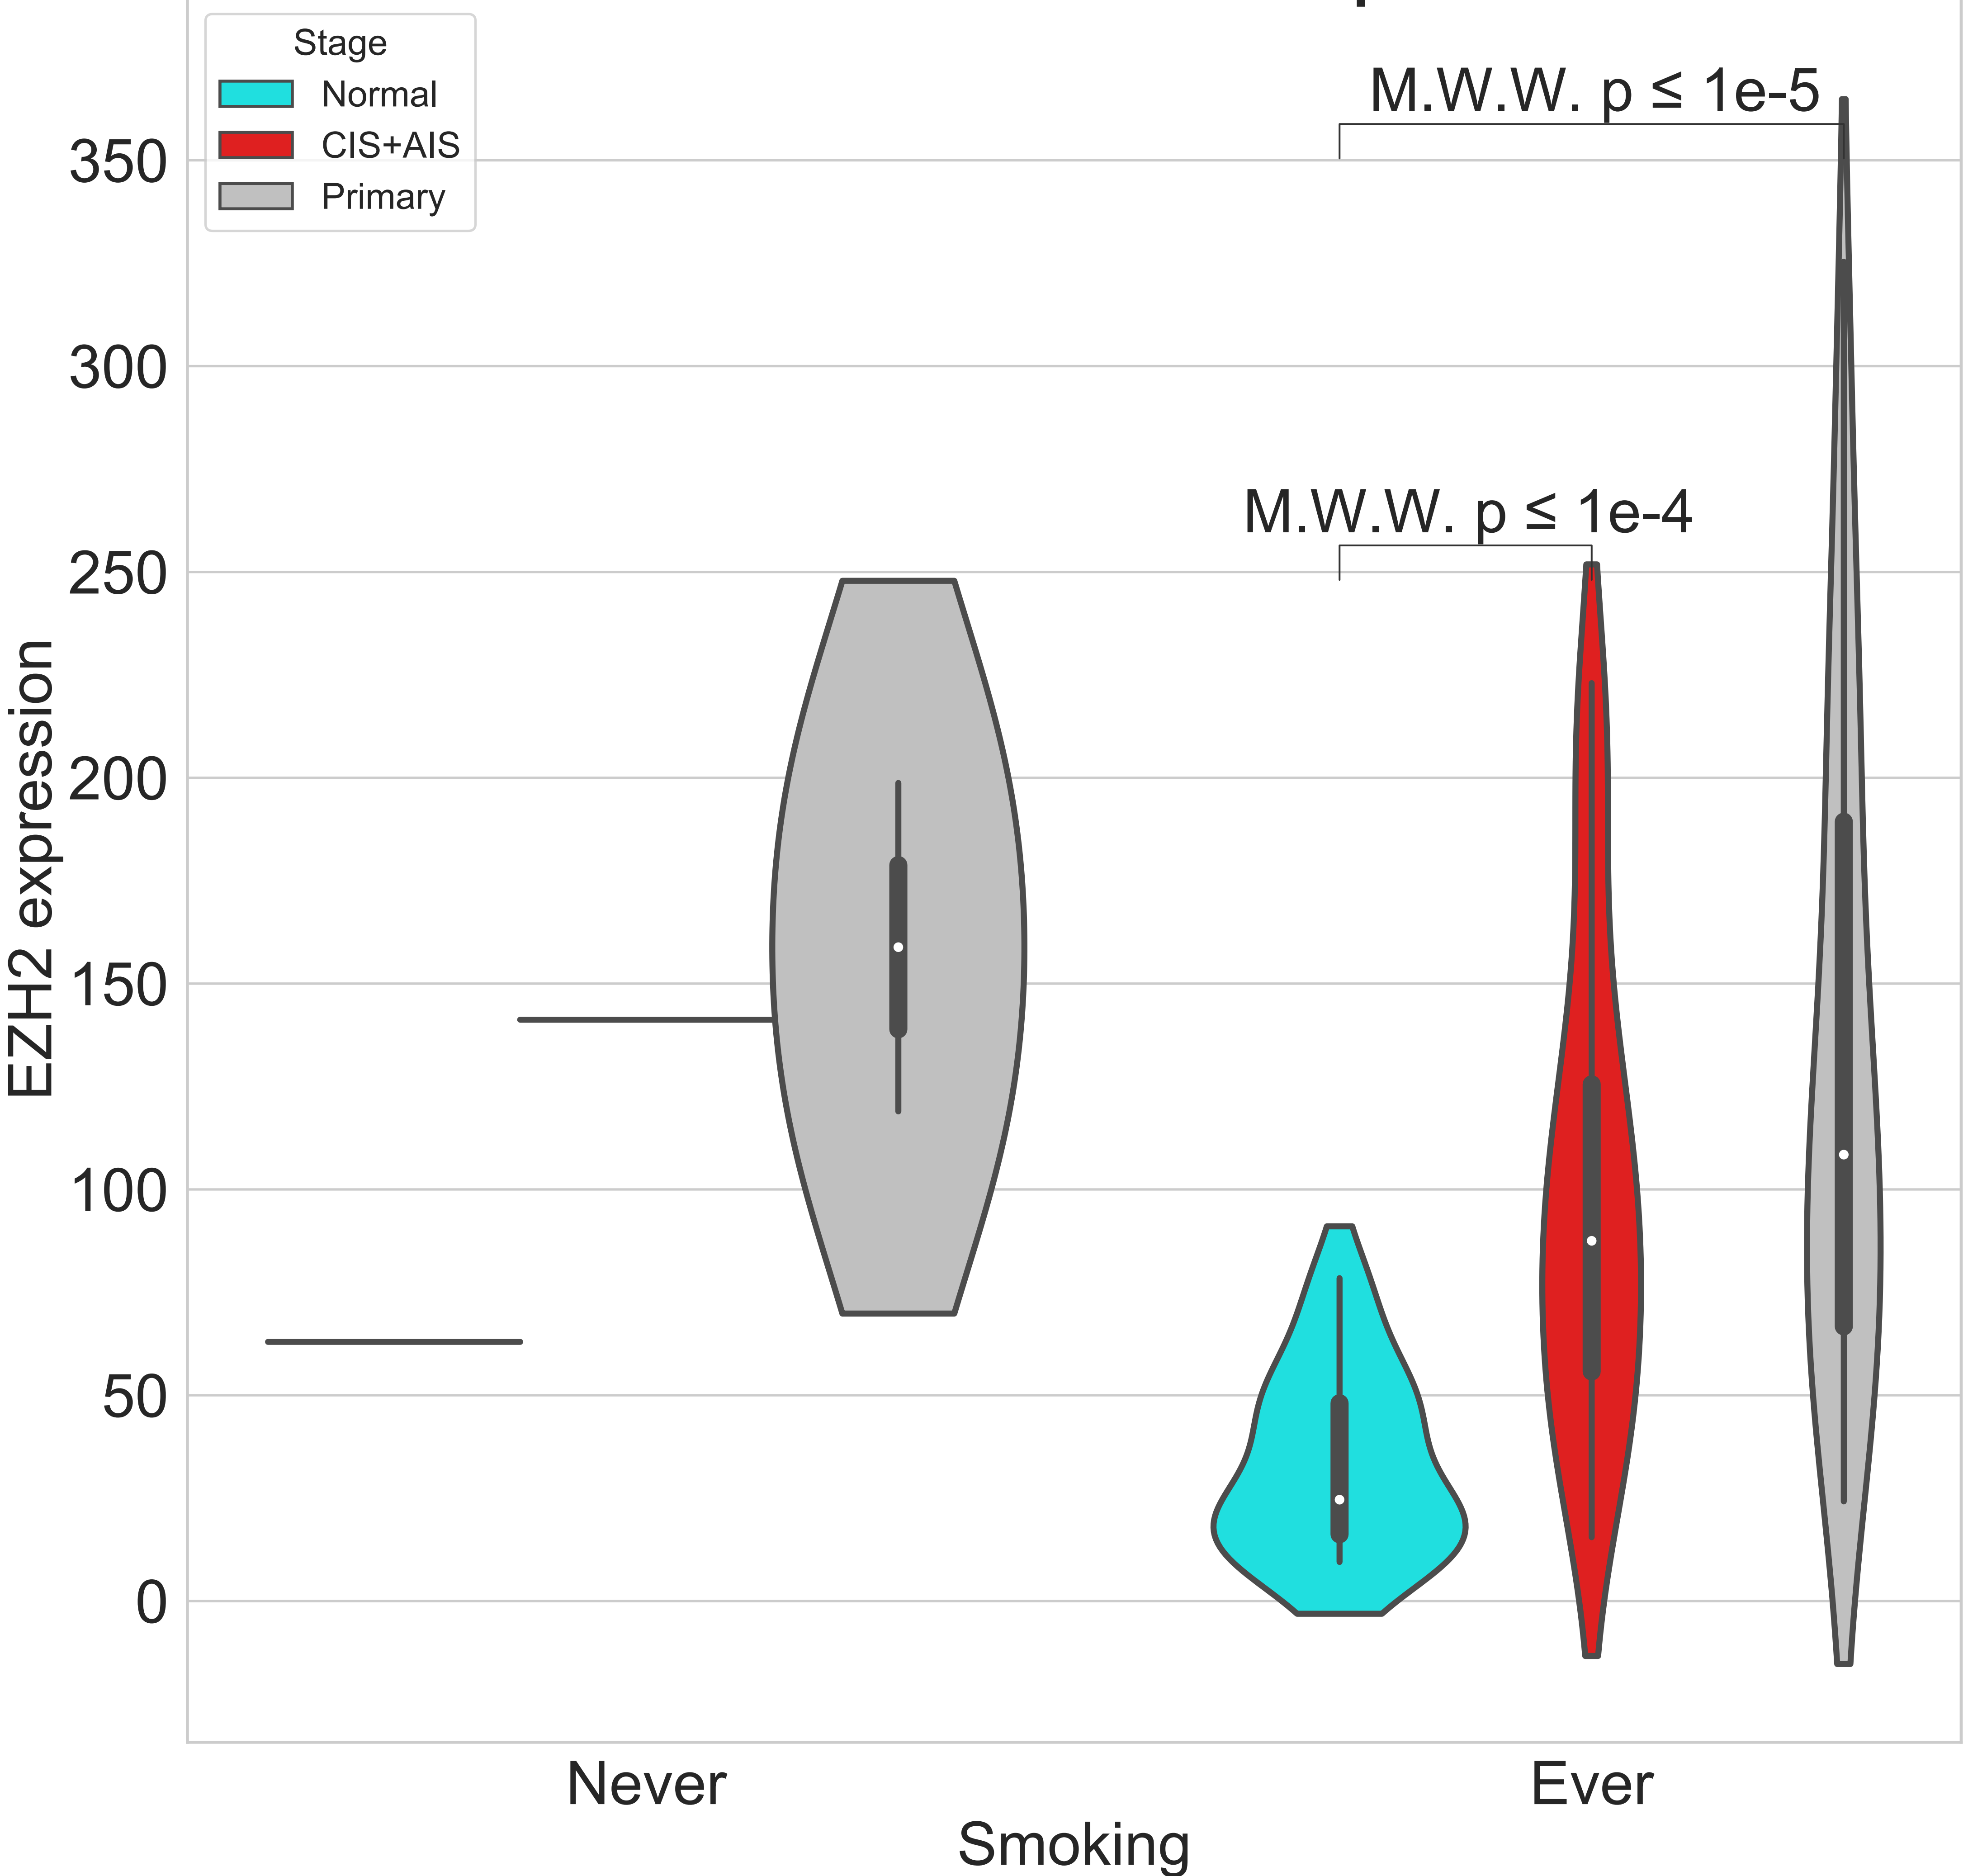 Stage
Normal
CIS+AIS
Primary
M.W.W. p ≤ 1e-5
M.W.W. p ≤ 1e-4
350
300
250
200
150
100
50
0
EZH2 expression
Never
Ever
Smoking